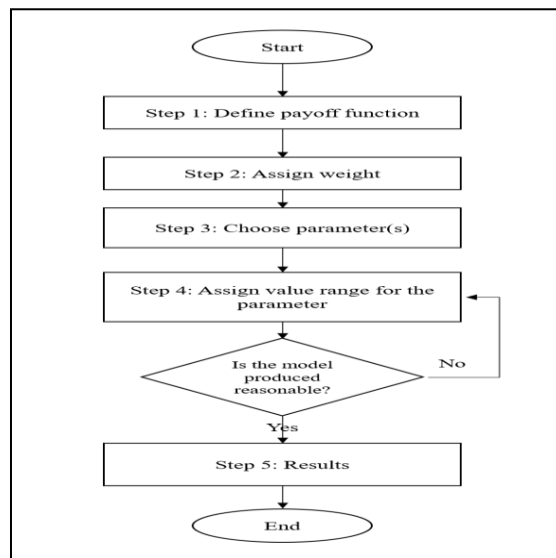 Start
Step 1: Define payoff function
Step 2: Assign weight
Step 3: Choose parameter(s)
Step 4: Assign value range for the
parameter
Is the model
produced
reasonable?
No
Yes
Step 5: Results
End